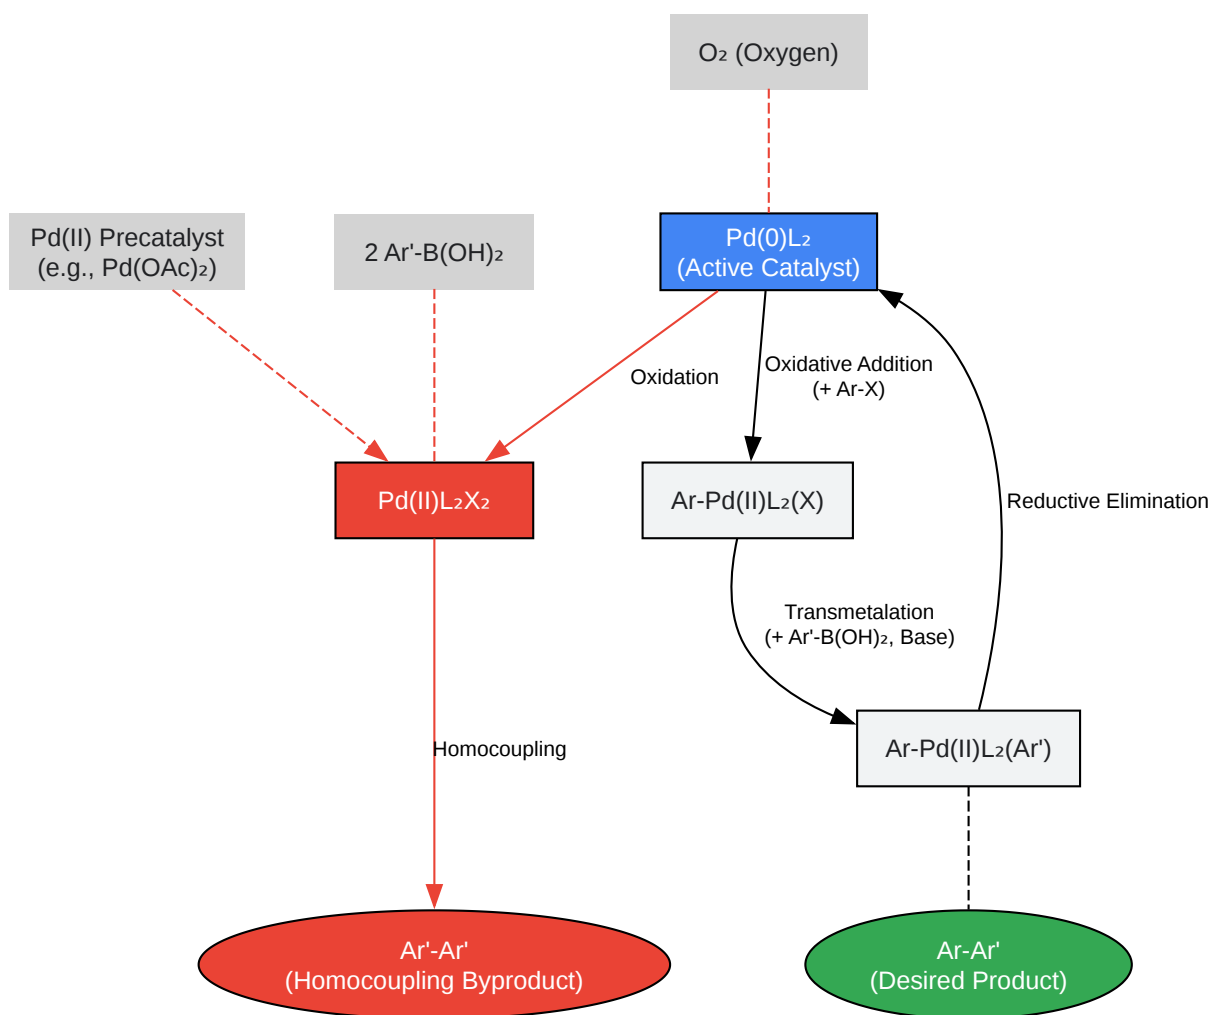 O₂ (Oxygen)
Pd(II) Precatalyst
(e.g., Pd(OAc)₂)
2 Ar'-B(OH)₂
Pd(0)L₂
(Active Catalyst)
Oxidation
Oxidative Addition
(+ Ar-X)
Pd(II)L₂X₂
Ar-Pd(II)L₂(X)
Reductive Elimination
Transmetalation
(+ Ar'-B(OH)₂, Base)
Homocoupling
Ar-Pd(II)L₂(Ar')
Ar'-Ar'
(Homocoupling Byproduct)
Ar-Ar'
(Desired Product)